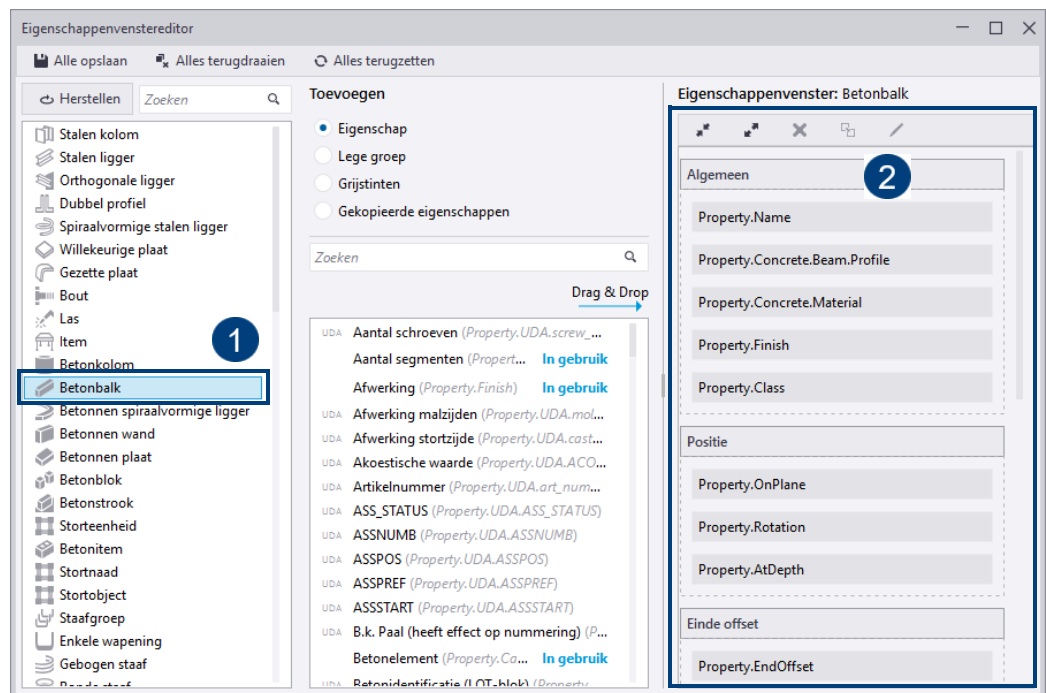 Eigenschappenvenstereditor
Alle opslaan Alles terugdraaien Alles terugzetten
Herstellen Zoeken
Stalen kolom
Stalen ligger
Orthogonale ligger
Dubbel profiel
Spiraalvormige stalen ligger
Willekeurige plaat
Gezette plaat
Bout
Las
Item
1
Betonkolom
Betonbalk
Betonnen spiraalvormige ligger
Betonnen wand
Betonnen plaat
Betonblok
Betonstrook
Storteenheid
Betonitem
Stortnaad
Stortobject
Staafgroep
Enkele wapening
Gebogen staaf
Ronde staaf
Toevoegen
Eigenschap
Lege groep
Grijstinten
Gekopieerde eigenschappen
Zoeken
Drag & Drop
UDA Aantal schroeven (Property.UDA.screw_...
Aantal segmenten (Propert... In gebruik
Afwerking (Property.Finish) In gebruik
UDA Afwerking malzijden (Property.UDA.mol...
UDA Afwerking stortzijde (Property.UDA.cast...
UDA Akoestische waarde (Property.UDA.ACO...
UDA Artikelnummer (Property.UDA.art_num...
UDA ASS_STATUS (Property.UDA.ASS_STATUS)
UDA ASSNUMB (Property.UDA.ASSNUMB)
UDA ASSPOS (Property.UDA.ASSPOS)
UDA ASSPREF (Property.UDA.ASSPREF)
UDA ASSSTART (Property.UDA.ASSSTART)
UDA B.k. Paal (heeft effect op nummering) (P...
Betonelement (Property.Ca... In gebruik
UDA Betonidentificatie (LOT-blok) (Property
Eigenschappenvenster: Betonbalk
Algemeen
2
Property.Name
Property.Concrete.Beam.Profile
Property.Concrete.Material
Property.Finish
Property.Class
Positie
Property.OnPlane
Property.Rotation
Property.AtDepth
Einde offset
Property.EndOffset